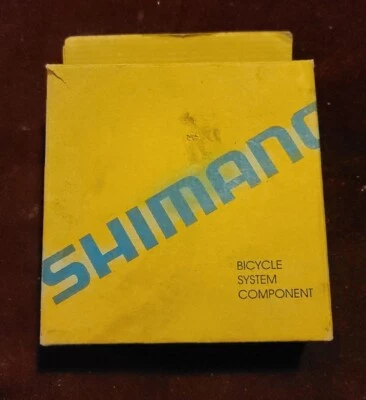 SHIMANO
BICYCLE
SYSTEM
COMPONENT